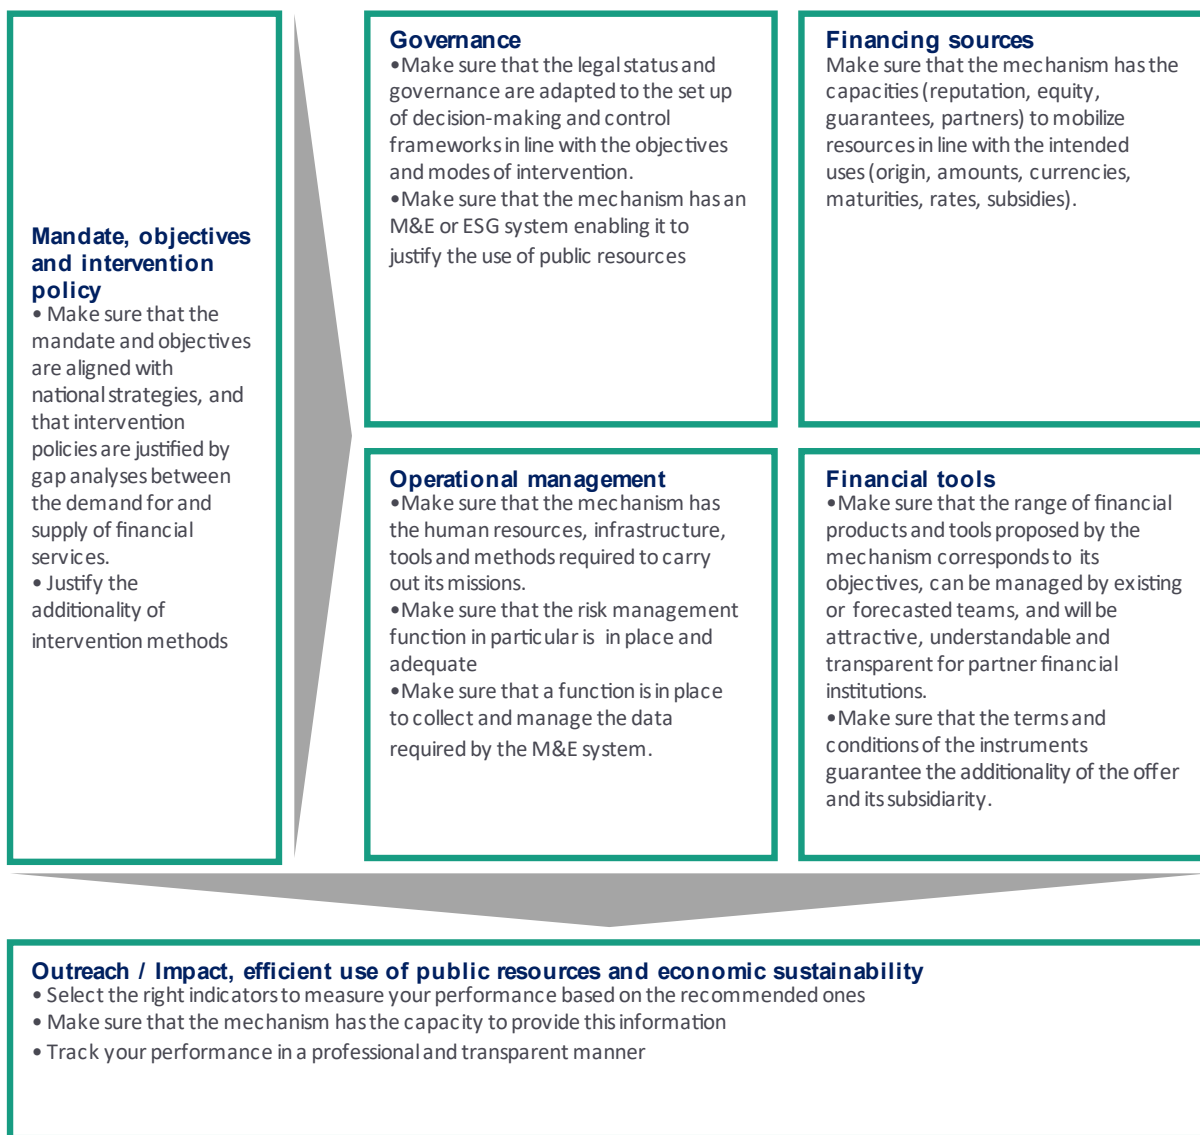 Mandate, objectives
and intervention
policy
• Make sure that the
mandate and objectives
are aligned with
national strategies, and
that intervention
policies are justified by
gap analyses between
the demand for and
supply of financial
services.
• Justify the
additionality of
intervention methods
Governance
•Make sure that the legal status and
governance are adapted to the set up
of decision-making and control
frameworks in line with the objectives
and modes of intervention.
•Make sure that the mechanism has an
M&E or ESG system enabling it to
justify the use of public resources
Financing sources
Make sure that the mechanism has the
capacities (reputation, equity,
guarantees, partners) to mobilize
resources in line with the intended
uses (origin, amounts, currencies,
maturities, rates, subsidies).
Operational management
•Make sure that the mechanism has
the human resources, infrastructure,
tools and methods required to carry
out its missions.
•Make sure that the risk management
function in particular is in place and
adequate
•Make sure that a function is in place
to collect and manage the data
required by the M&E system.
Financial tools
•Make sure that the range of financial
products and tools proposed by the
mechanism corresponds to its
objectives, can be managed by existing
or forecasted teams, and will be
attractive, understandable and
transparent for partner financial
institutions.
•Make sure that the terms and
conditions of the instruments
guarantee the additionality of the offer
and its subsidiarity.
Outreach / Impact, efficient use of public resources and economic sustainability
• Select the right indicators to measure your performance based on the recommended ones
• Make sure that the mechanism has the capacity to provide this information
• Track your performance in a professional and transparent manner